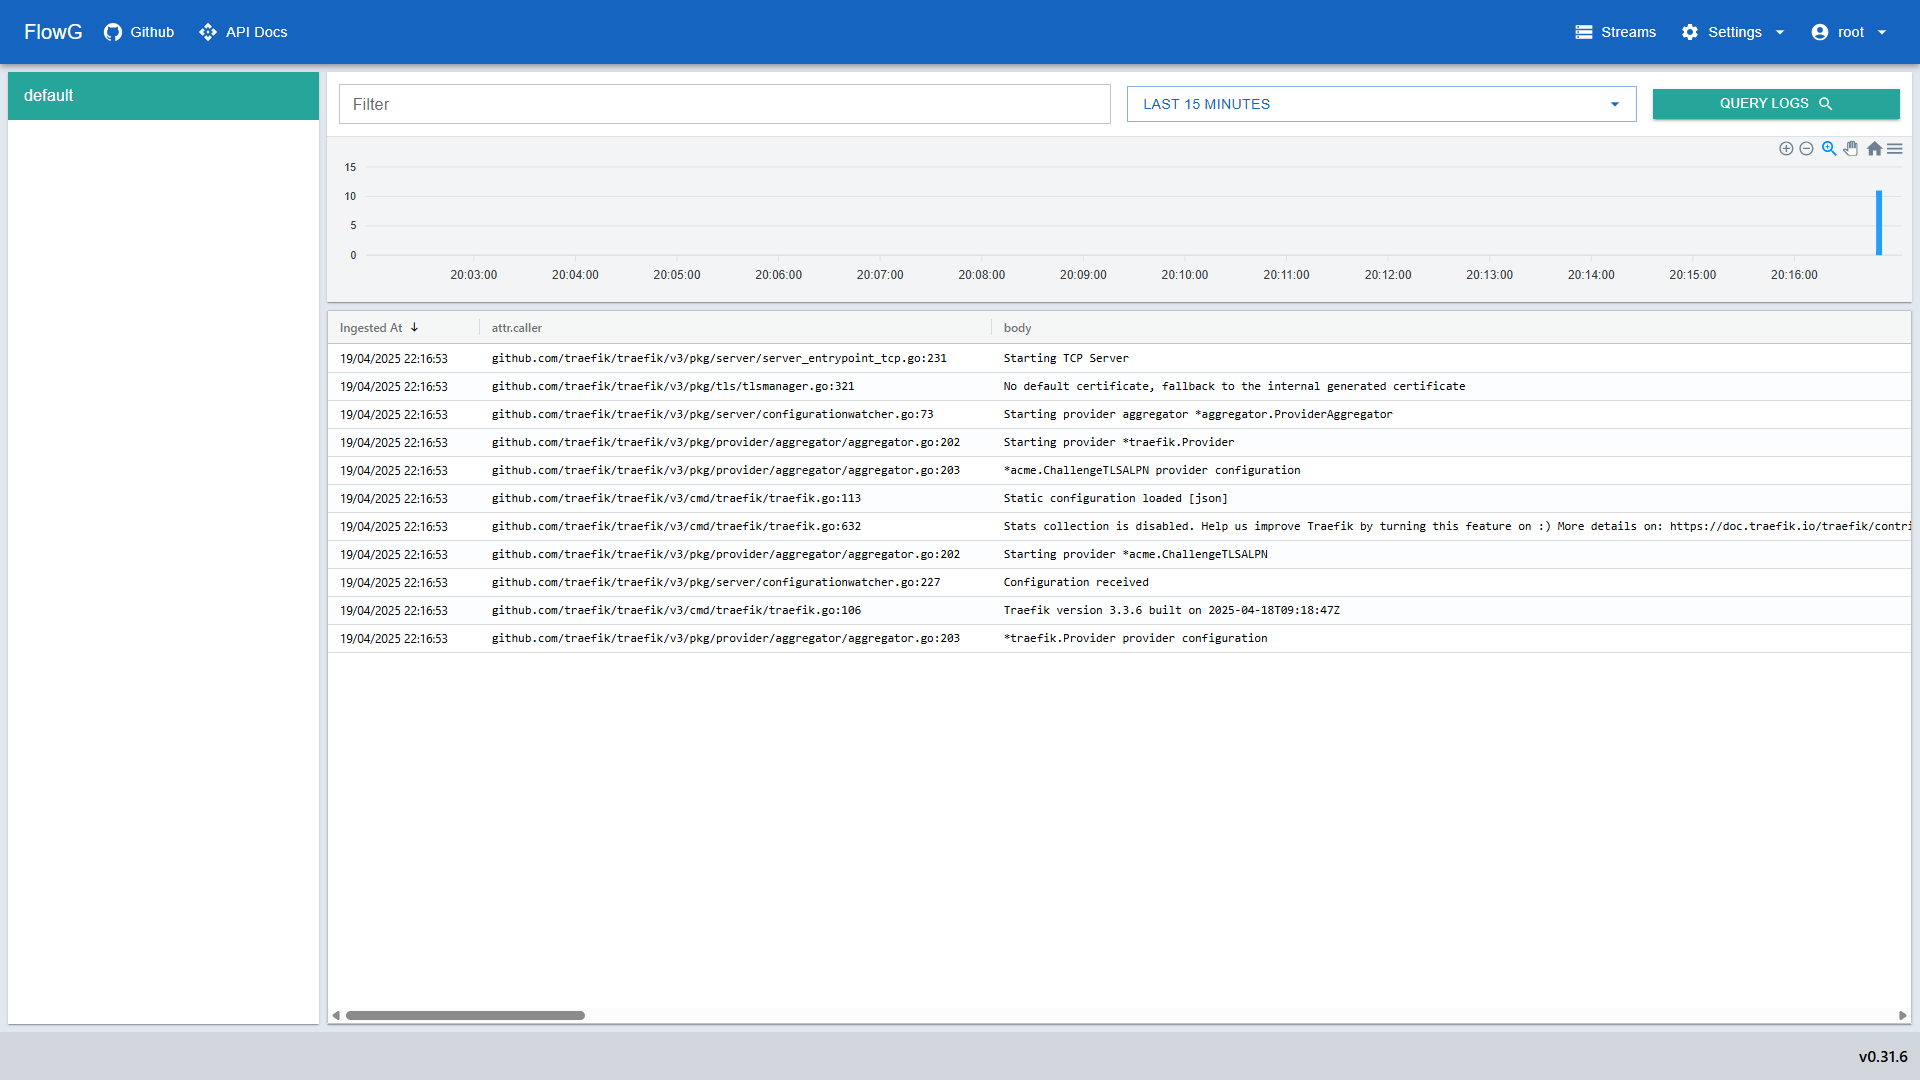 FlowG Github API Docs Streams Settings root
default
Filter LAST 15 MINUTES QUERY LOGS
15
10
5
0
20:03:00 20:04:00 20:05:00 20:06:00 20:07:00 20:08:00 20:09:00 20:10:00 20:11:00 20:12:00 20:13:00 20:14:00 20:15:00 20:16:00
Ingested At attr.caller body
19/04/2025 22:16:53 github.com/traefik/traefik/v3/pkg/server/server_entrypoint_tcp.go:231 Starting TCP Server
19/04/2025 22:16:53 github.com/traefik/traefik/v3/pkg/tls/tlsmanager.go:321 No default certificate, fallback to the internal generated certificate
19/04/2025 22:16:53 github.com/traefik/traefik/v3/pkg/server/configurationwatcher.go:73 Starting provider aggregator *aggregator.ProviderAggregator
19/04/2025 22:16:53 github.com/traefik/traefik/v3/pkg/provider/aggregator/aggregator.go:202 Starting provider *traefik.Provider
19/04/2025 22:16:53 github.com/traefik/traefik/v3/pkg/provider/aggregator/aggregator.go:203 *acme.ChallengeTLSALPN provider configuration
19/04/2025 22:16:53 github.com/traefik/traefik/v3/cmd/traefik/traefik.go:113 Static configuration loaded [json]
19/04/2025 22:16:53 github.com/traefik/traefik/v3/cmd/traefik/traefik.go:632 Stats collection is disabled. Help us improve Traefik by turning this feature on :) More details on: https://doc.traefik.io/traefik/contri
19/04/2025 22:16:53 github.com/traefik/traefik/v3/pkg/provider/aggregator/aggregator.go:202 Starting provider *acme.ChallengeTLSALPN
19/04/2025 22:16:53 github.com/traefik/traefik/v3/pkg/server/configurationwatcher.go:227 Configuration received
19/04/2025 22:16:53 github.com/traefik/traefik/v3/cmd/traefik/traefik.go:106 Traefik version 3.3.6 built on 2025-04-18T09:18:47Z
19/04/2025 22:16:53 github.com/traefik/traefik/v3/pkg/provider/aggregator/aggregator.go:203 *traefik.Provider provider configuration
v0.31.6